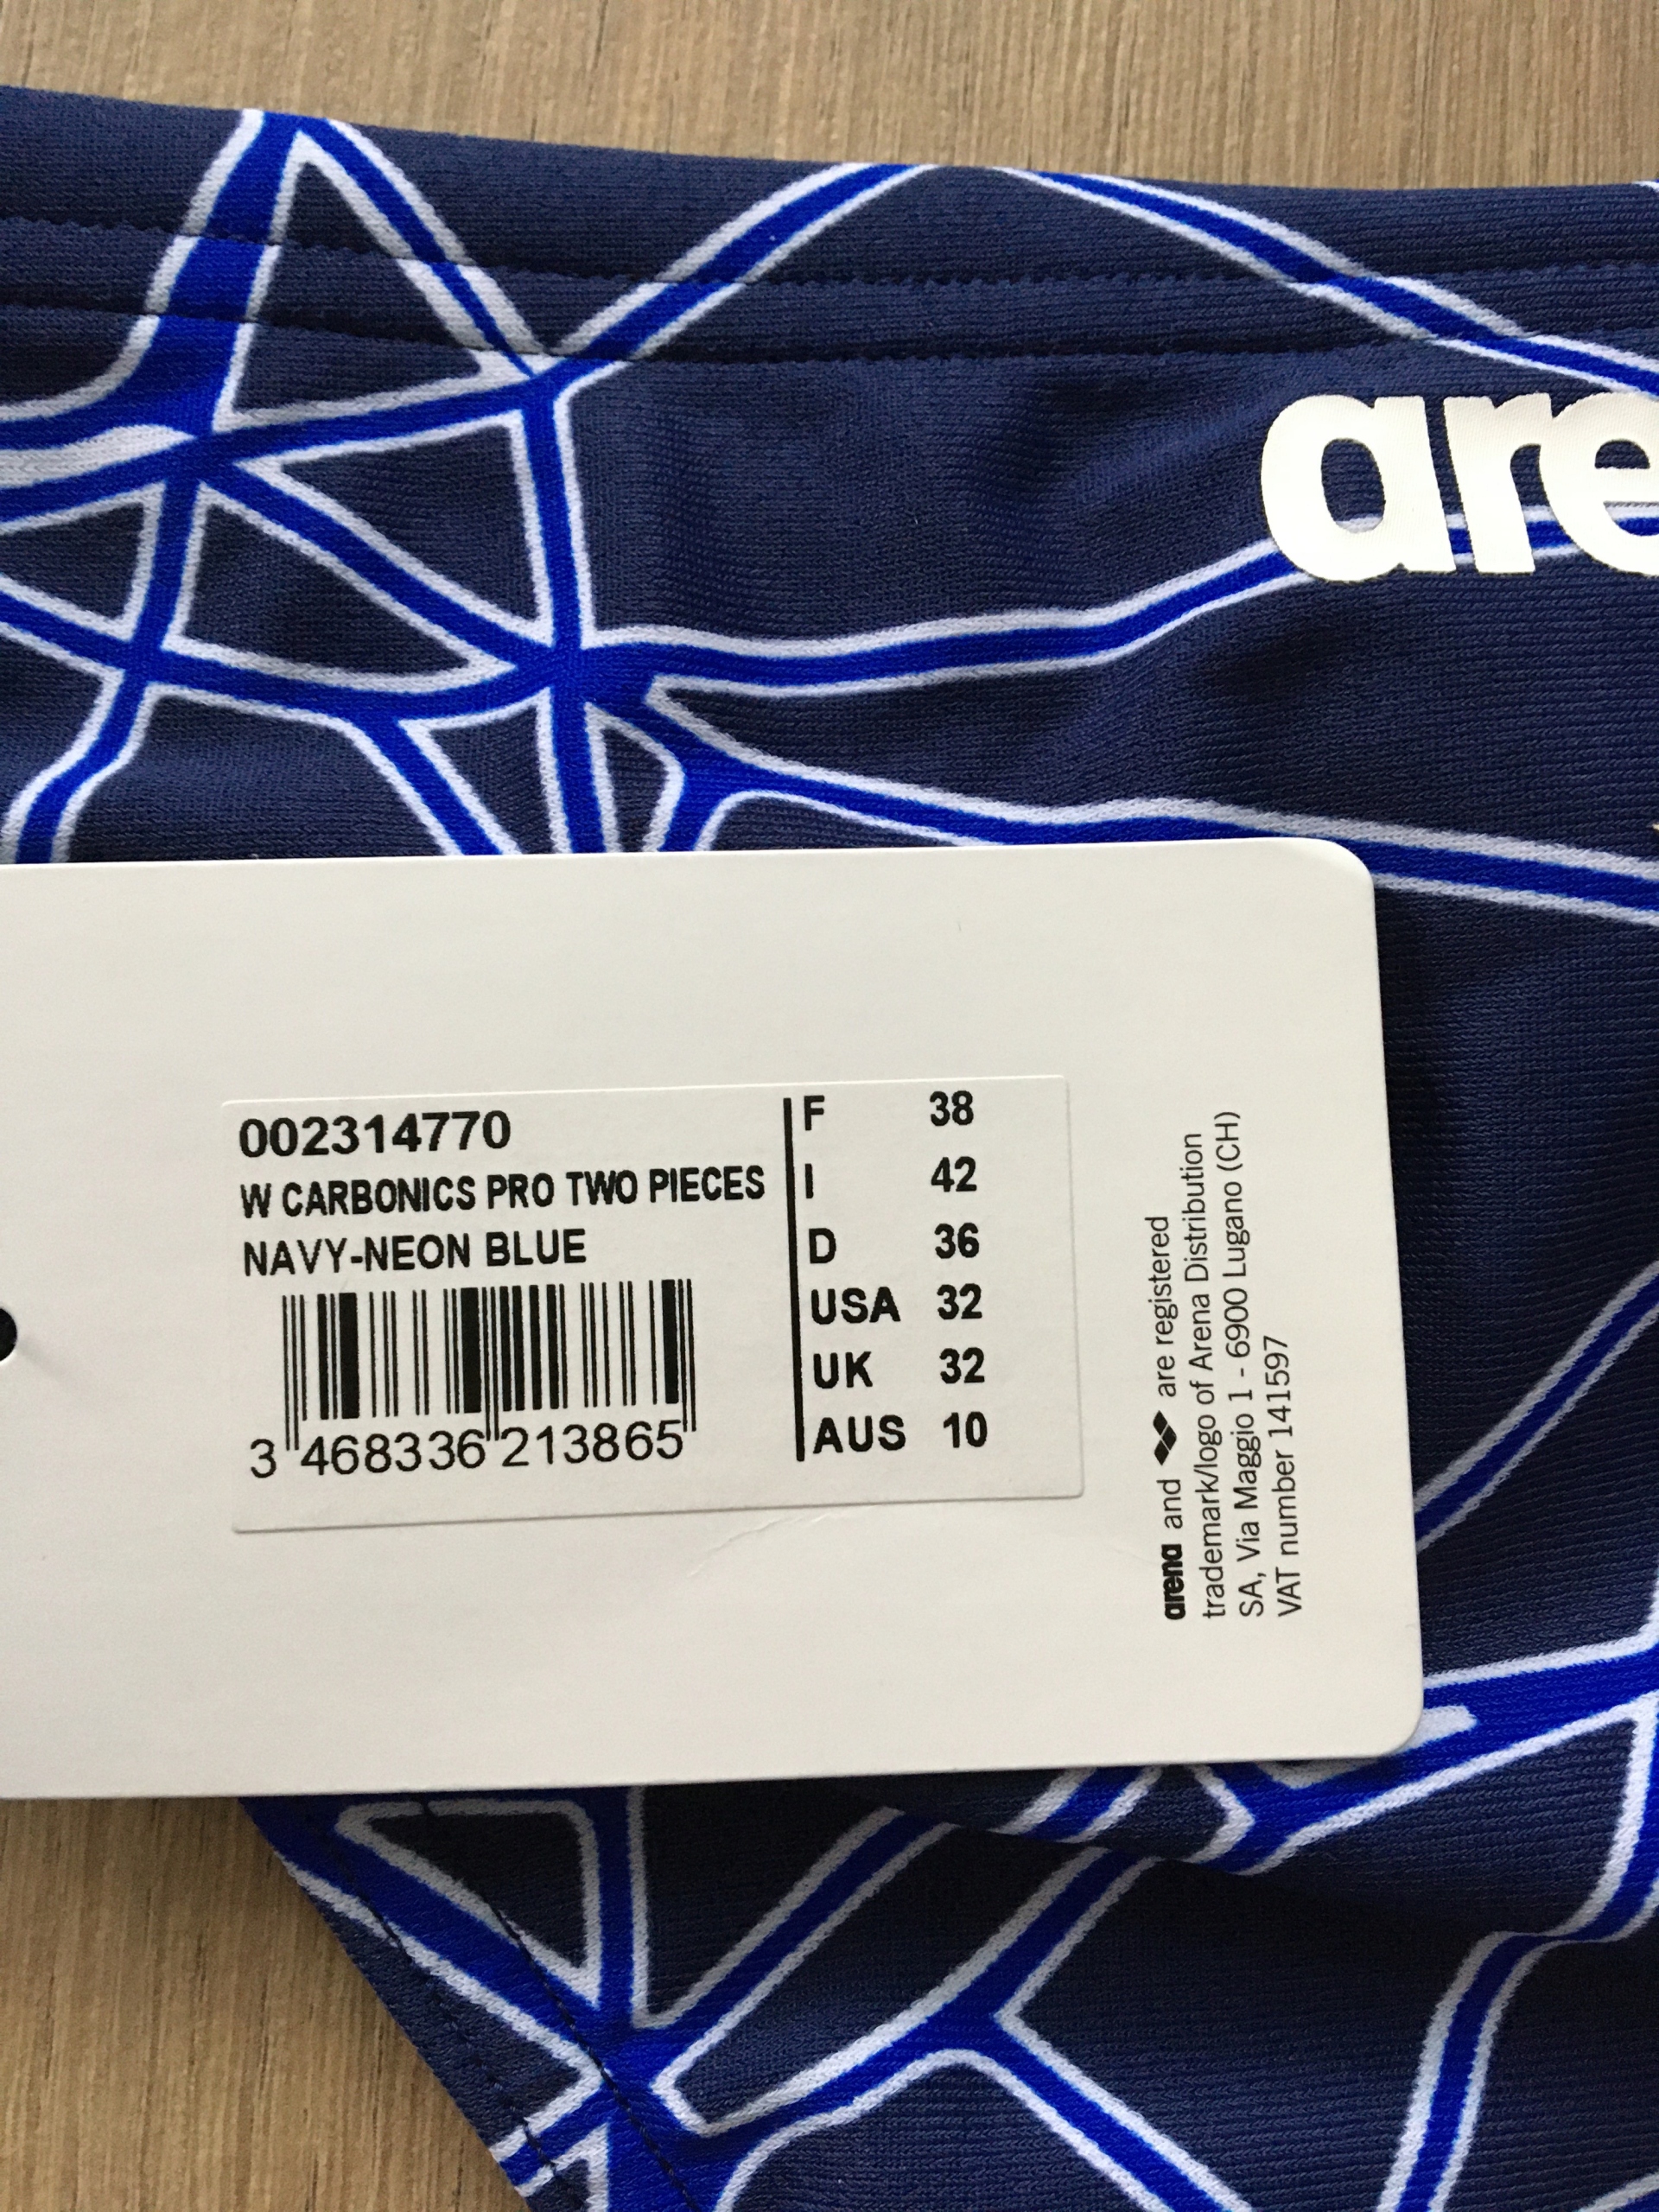 are
002314770
W CARBONICS PRO TWO PIECES
NAVY-NEON BLUE
3 468336 213865
F 38
I 42
D 36
USA 32
UK 32
AUS 10
arena and are registered
trademark/logo of Arena Distribution
SA, Via Maggio 1 - 6900 Lugano (CH)
VAT number 141597